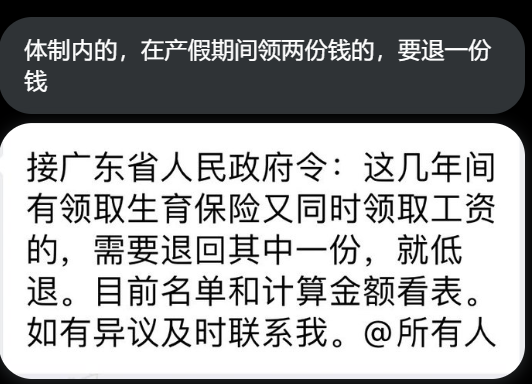 体制内的，在产假期间领两份钱的，要退一份
钱
接广东省人民政府令：这几年间
有领取生育保险又同时领取工资
的，需要退回其中一份，就低
退。目前名单和计算金额看表。
如有异议及时联系我。@所有人